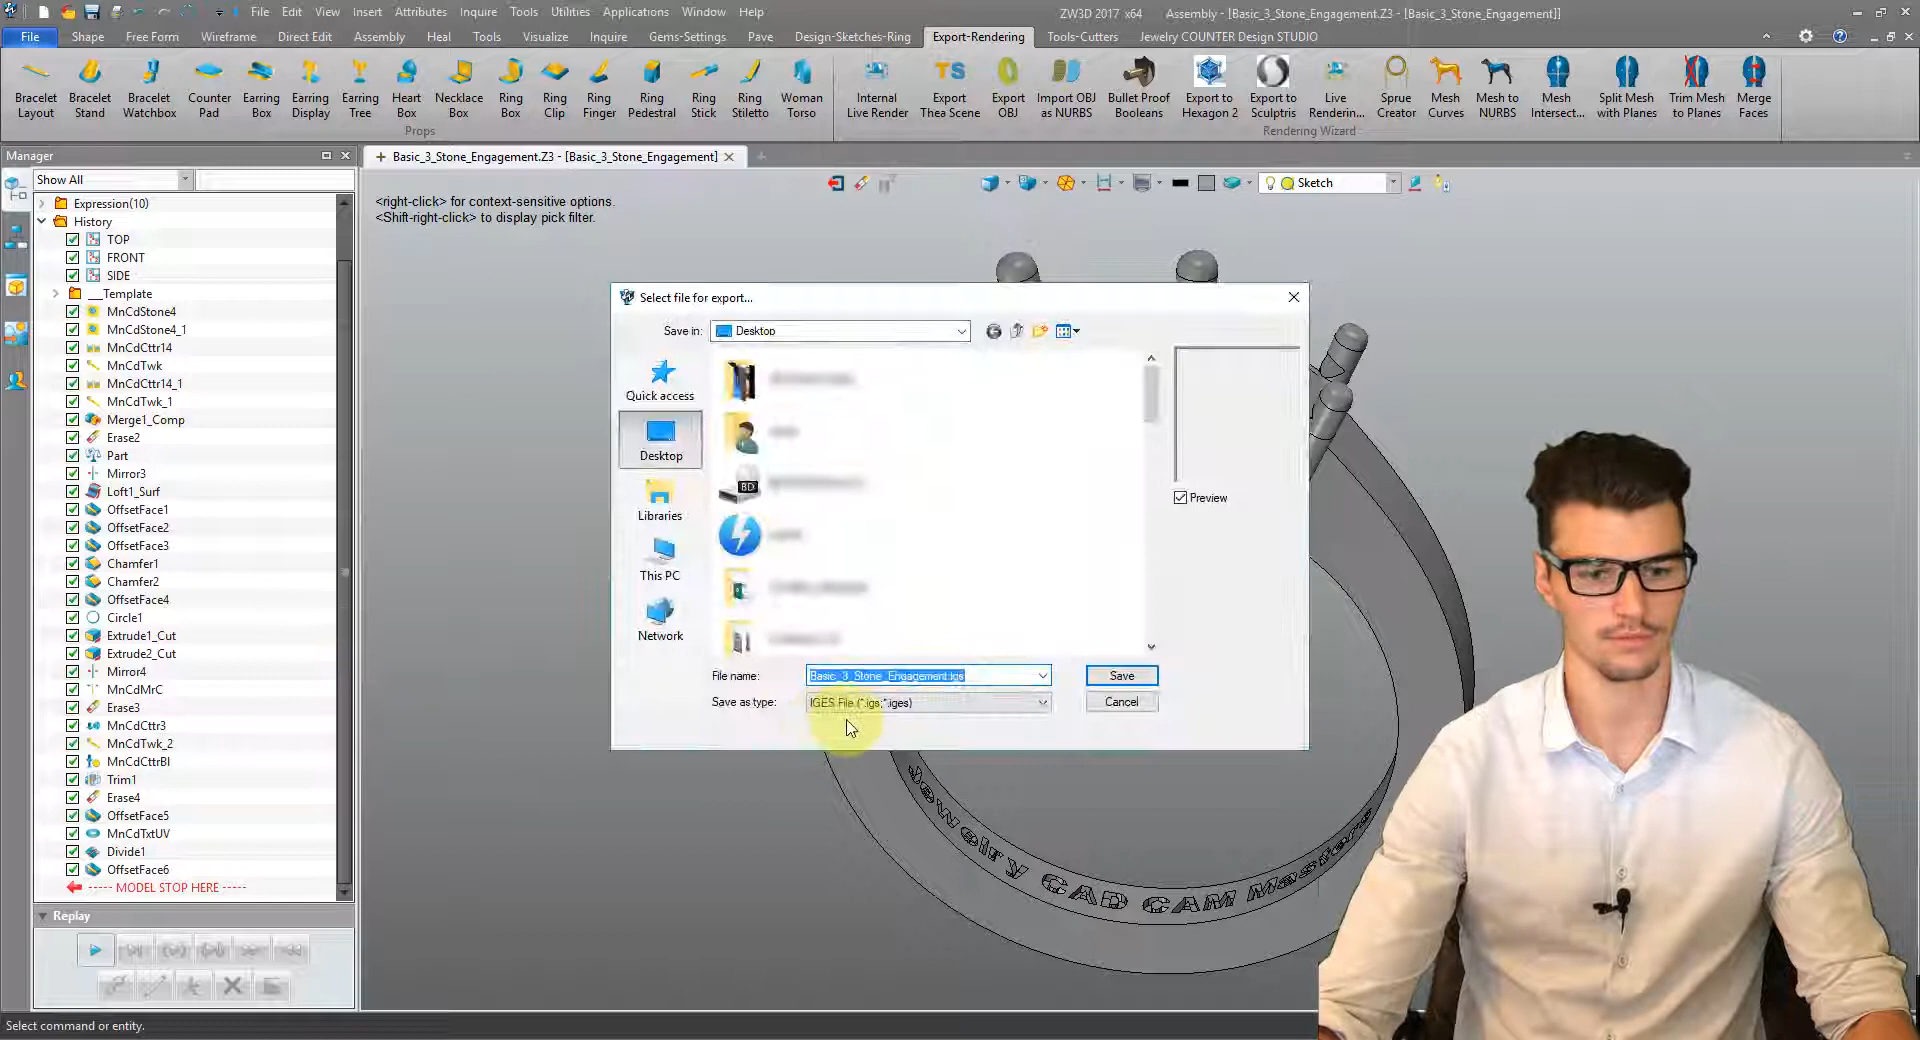 File Edit View Insert Attributes Inquire Tools Utilities Applications Window Help
ZW3D 2017 x64 Assembly - [Basic_3_Stone_Engagement.Z3 - [Basic_3_Stone_Engagement]]
File Shape Free Form Wireframe Direct Edit Assembly Heal Tools Visualize Inquire Gems-Settings Pave Design-Sketches-Ring Export-Rendering Tools-Cutters Jewelry COUNTER Design STUDIO
Bracelet Layout
Bracelet Stand
Bracelet Watchbox
Counter Pad
Earring Box
Earring Display
Earring Tree
Heart Box
Necklace Box
Ring Box
Ring Clip
Ring Finger
Ring Pedestral
Ring Stick
Ring Stiletto
Woman Torso
Internal Live Render
TS
Export Thea Scene
Export OBJ
Import OBJ as NURBS
Bullet Proof Booleans
Export to Hexagon 2
Export to Sculptris
Live Renderin...
Sprue Creator
Mesh Curves
Mesh to NURBS
Mesh Intersect...
Split Mesh with Planes
Trim Mesh to Planes
Merge Faces
Props
Rendering Wizard
Manager
Basic_3_Stone_Engagement.Z3 - [Basic_3_Stone_Engagement]
Show All
Sketch
<right-click> for context-sensitive options.
<Shift-right-click> to display pick filter.
Expression(10)
History
TOP
FRONT
SIDE
__Template
MnCdStone4
MnCdStone4_1
MnCdCttr14
MnCdTwk
MnCdCttr14_1
MnCdTwk_1
Merge1_Comp
Erase2
Part
Mirror3
Loft1_Surf
OffsetFace1
OffsetFace2
OffsetFace3
Chamfer1
Chamfer2
OffsetFace4
Circle1
Extrude1_Cut
Extrude2_Cut
Mirror4
MnCdMrC
Erase3
MnCdCttr3
MnCdTwk_2
MnCdCttrBl
Trim1
Erase4
OffsetFace5
MnCdTxtUV
Divide1
OffsetFace6
----- MODEL STOP HERE -----
Replay
Select file for export...
Save in: Desktop
Quick access
Desktop
Libraries
This PC
Network
BD
Preview
File name: Basic_3_Stone_Engagement.igs Save
Save as type: IGES File (*.igs;*.iges) Cancel
Jewelry CAD CAM Masters
Select command or entity.